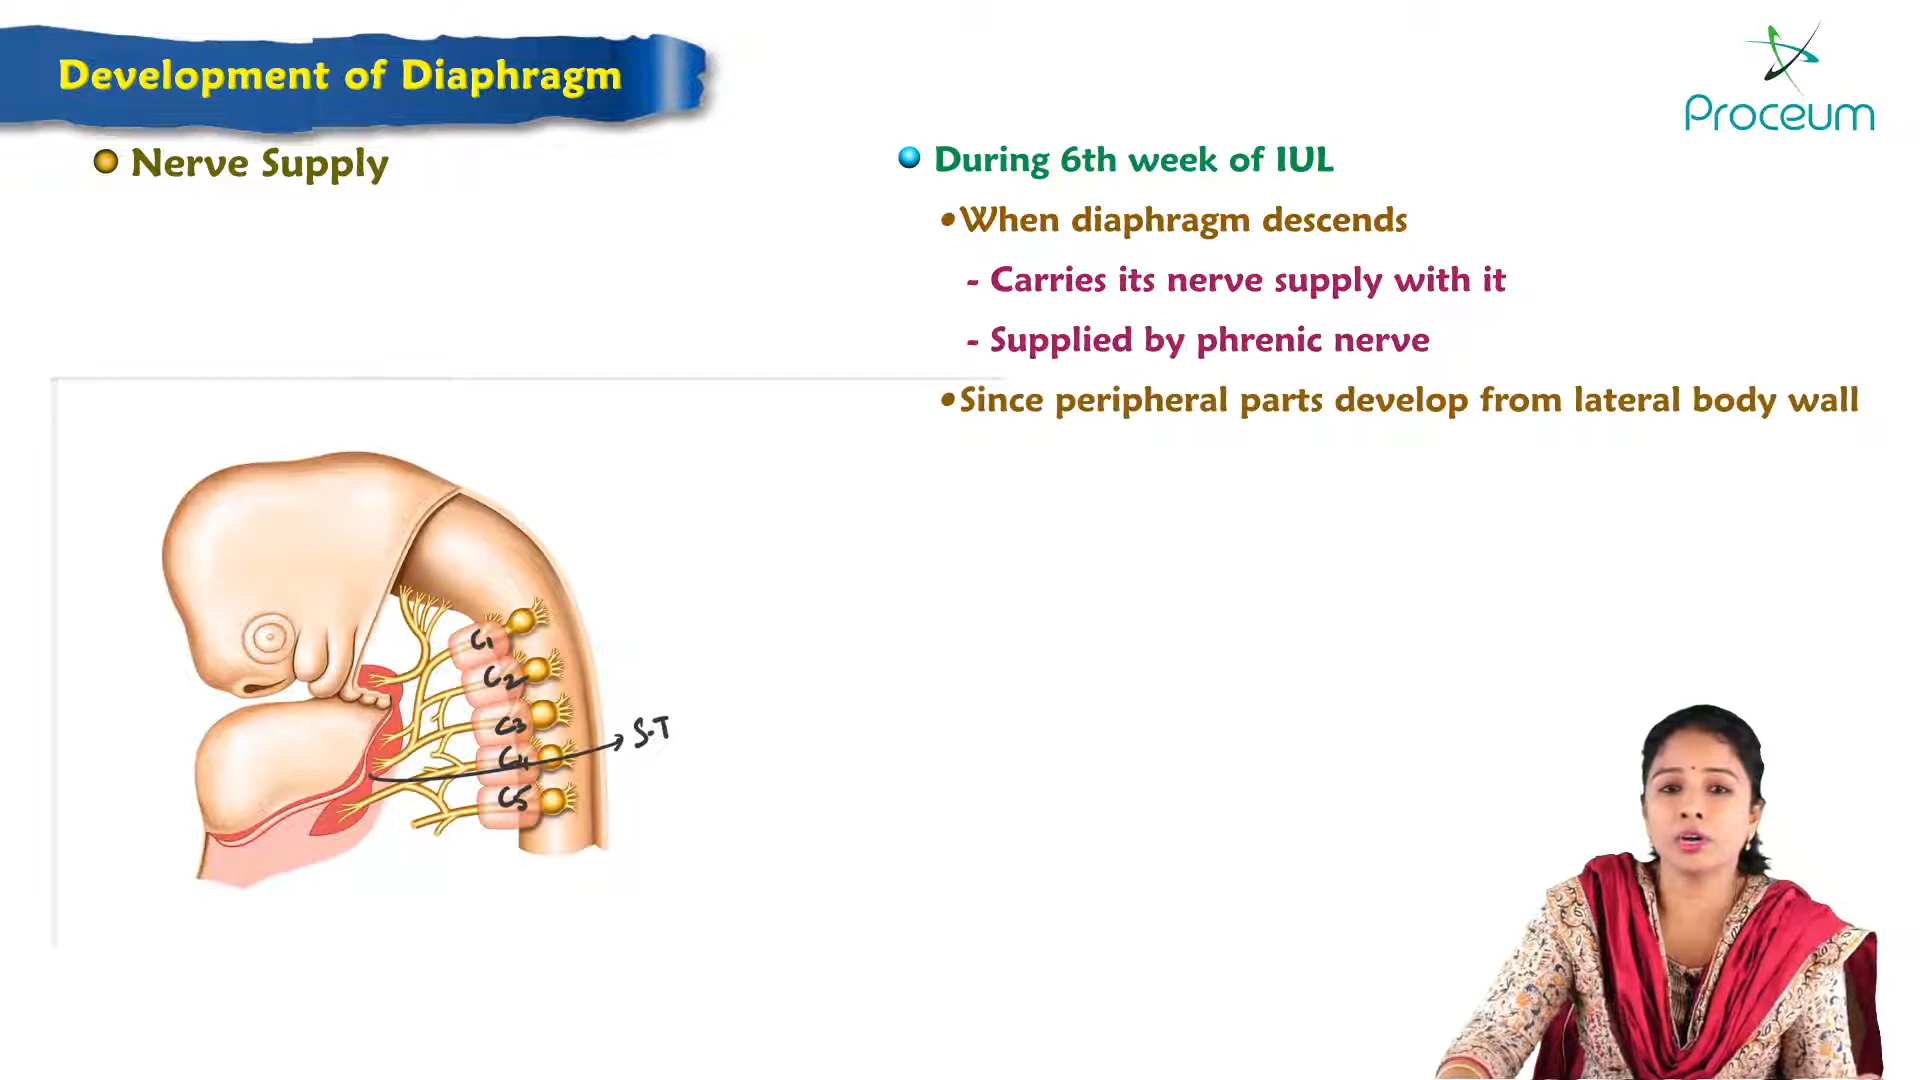 Development of Diaphragm
Proceum
Nerve Supply
During 6th week of IUL
•When diaphragm descends
- Carries its nerve supply with it
- Supplied by phrenic nerve
•Since peripheral parts develop from lateral body wall
C1
C2
C3
C4
C5
S.T